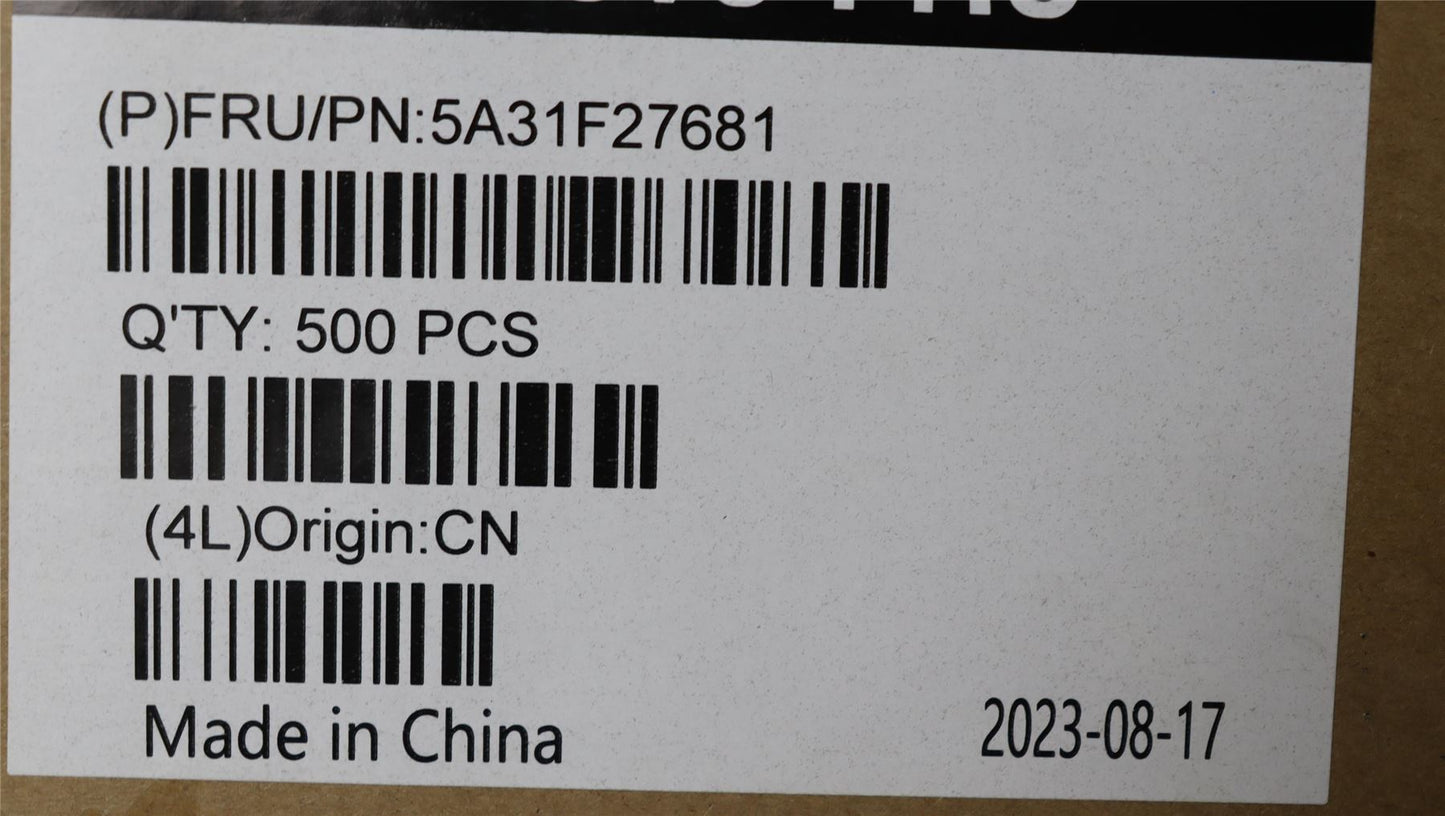 (P)FRU/PN:5A31F27681
Q'TY: 500 PCS
(4L)Origin:CN
Made in China
2023-08-17